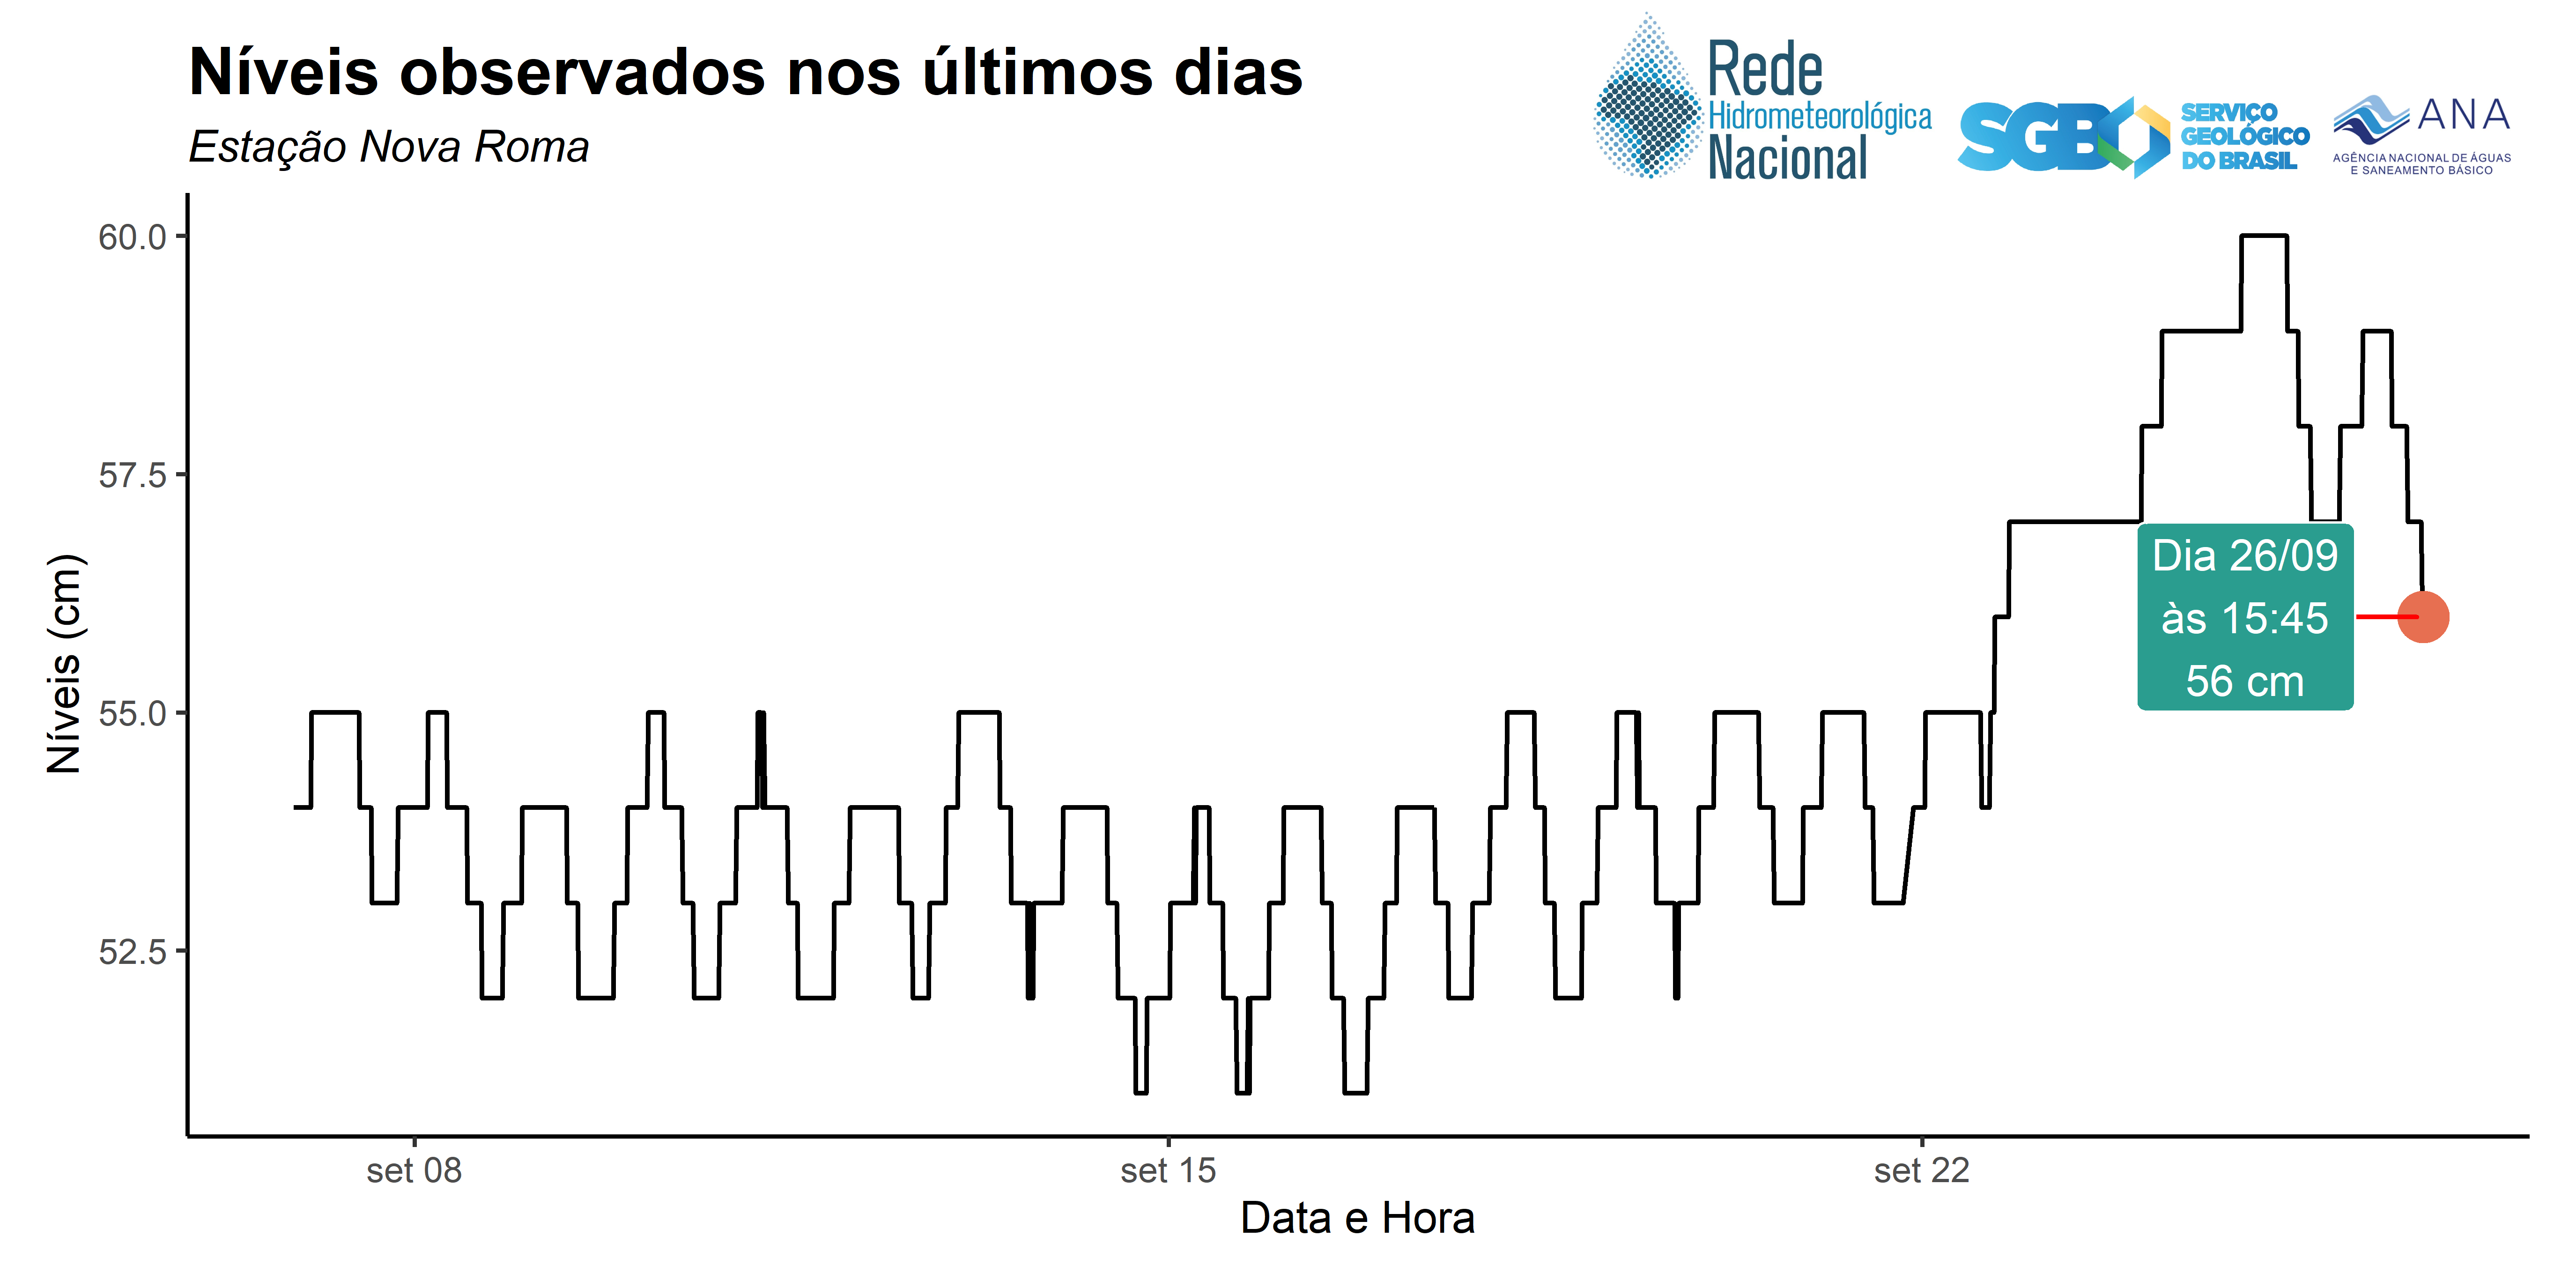 Níveis observados nos últimos dias
Estação Nova Roma
Rede
Hidrometeorológica
Nacional
SGB
SERVIÇO
GEOLÓGICO
DO BRASIL
ANA
AGÊNCIA NACIONAL DE ÁGUAS
E SANEAMENTO BÁSICO
Níveis (cm)
60.0
57.5
55.0
52.5
Dia 26/09
às 15:45
56 cm
set 08
set 15
set 22
Data e Hora